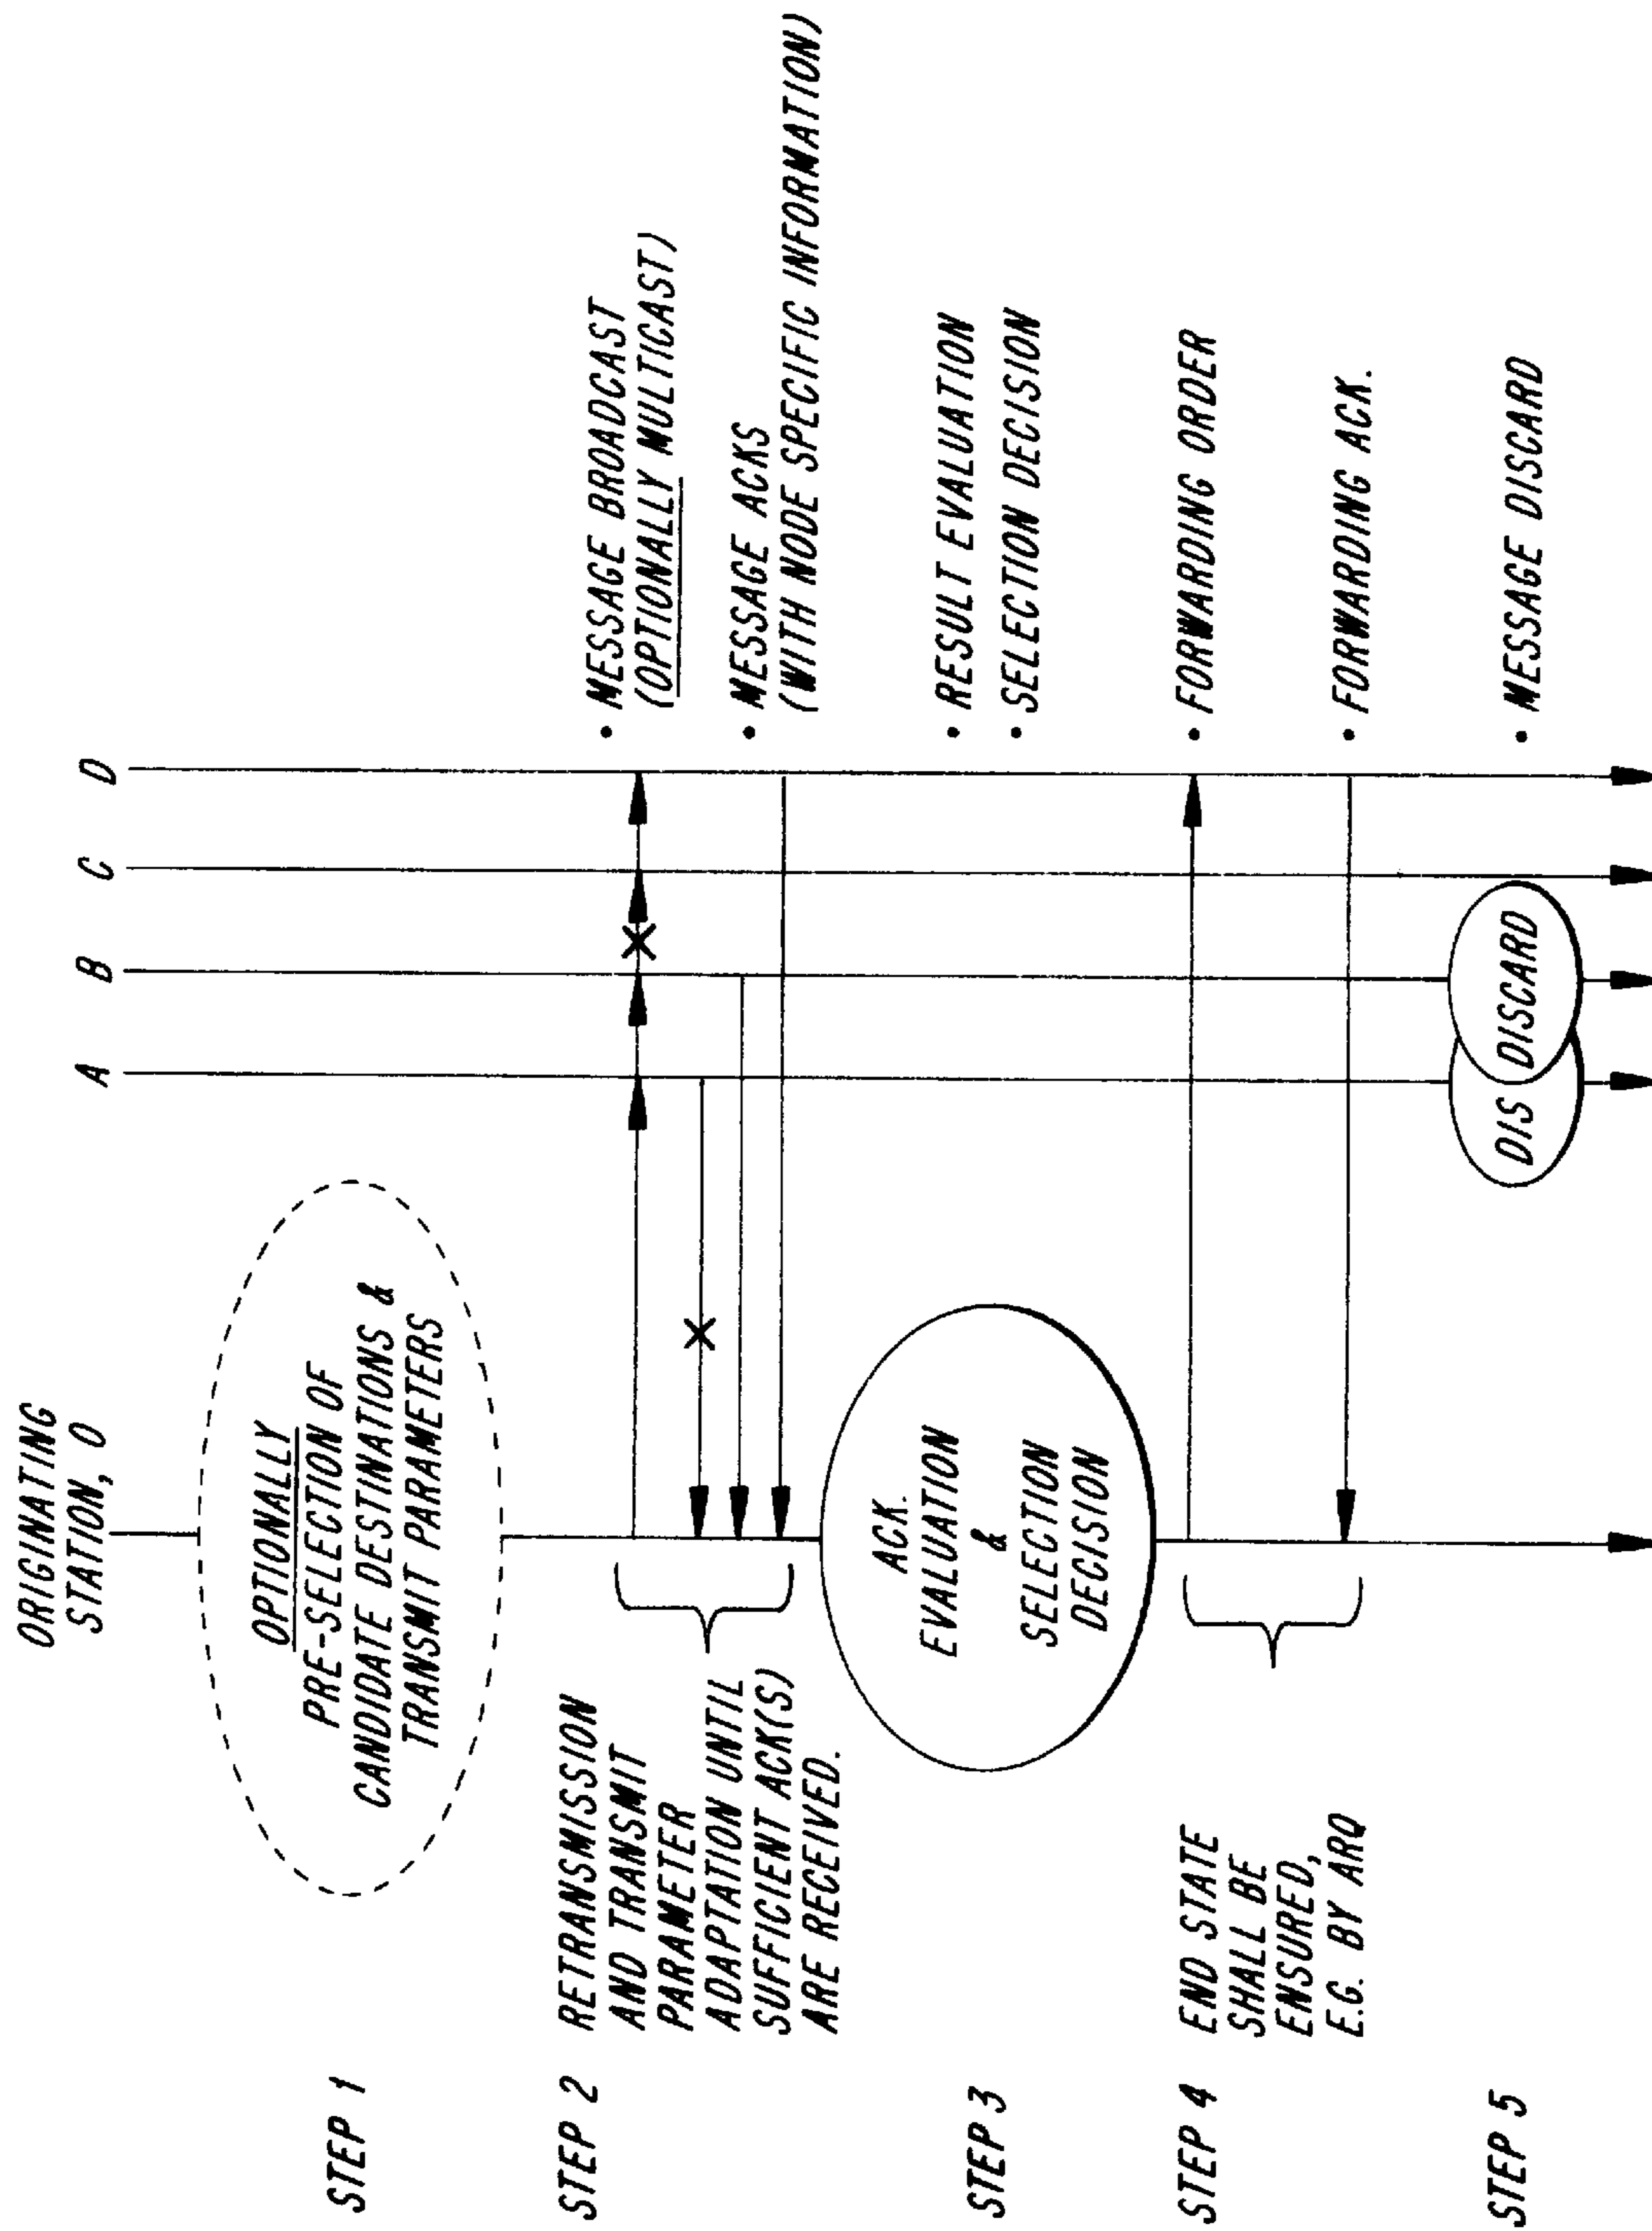 ORIGINATING
STATION, O
A
B
C
D
STEP 1
OPTIONALLY
PRE-SELECTION OF
CANDIDATE DESTINATIONS &
TRANSMIT PARAMETERS
STEP 2
RETRANSMISSION
AND TRANSMIT
PARAMETER
ADAPTATION UNTIL
SUFFICIENT ACK(S)
ARE RECEIVED.
• MESSAGE BROADCAST
(OPTIONALLY MULTICAST)
• MESSAGE ACKS
(WITH NODE SPECIFIC INFORMATION)
STEP 3
ACK.
EVALUATION
&
SELECTION
DECISION
• RESULT EVALUATION
• SELECTION DECISION
STEP 4
END STATE
SHALL BE
ENSURED,
E.G. BY ARQ
• FORWARDING ORDER
• FORWARDING ACK.
STEP 5
DIS
DISCARD
• MESSAGE DISCARD